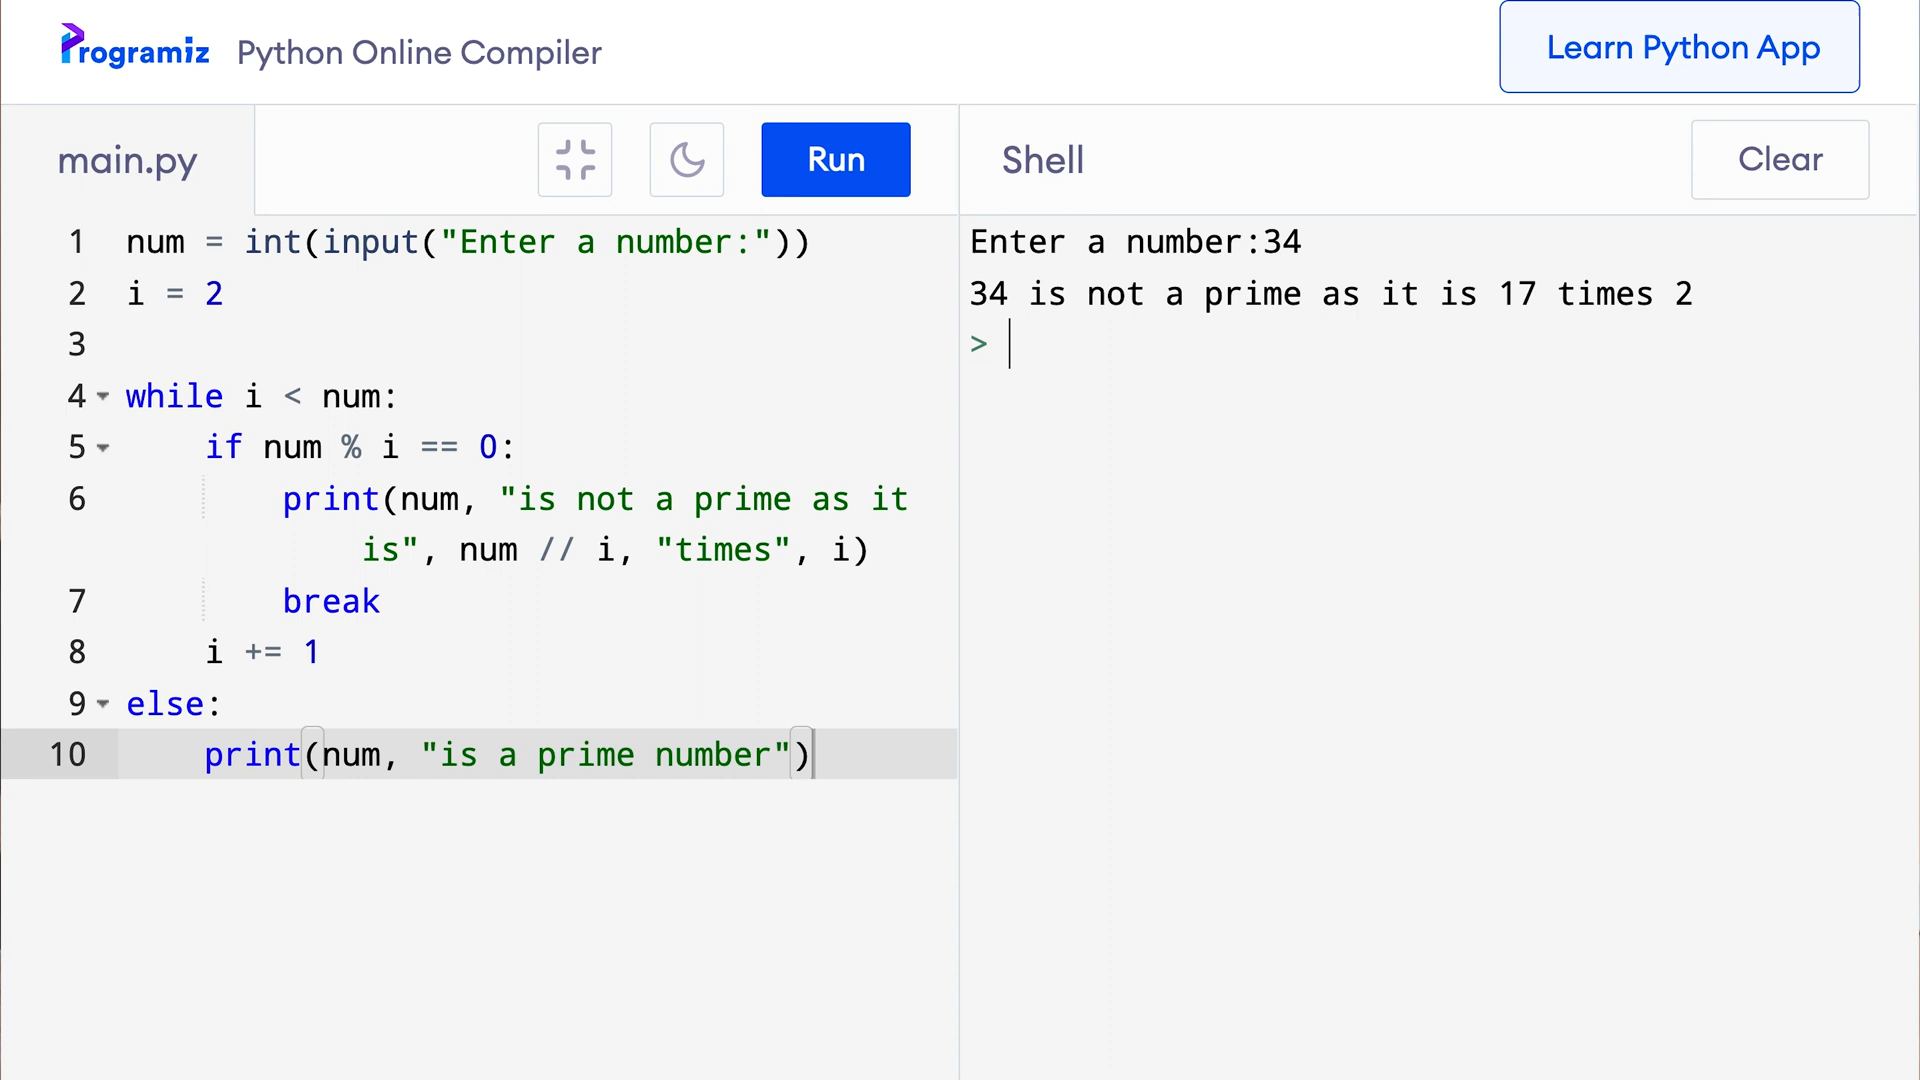 Programiz Python Online Compiler
Learn Python App
main.py
Run
Shell
Clear
1 num = int(input("Enter a number:"))
2 i = 2
3
4 while i < num:
5     if num % i == 0:
6         print(num, "is not a prime as it
            is", num // i, "times", i)
7         break
8     i += 1
9 else:
10     print(num, "is a prime number")
Enter a number:34
34 is not a prime as it is 17 times 2
>